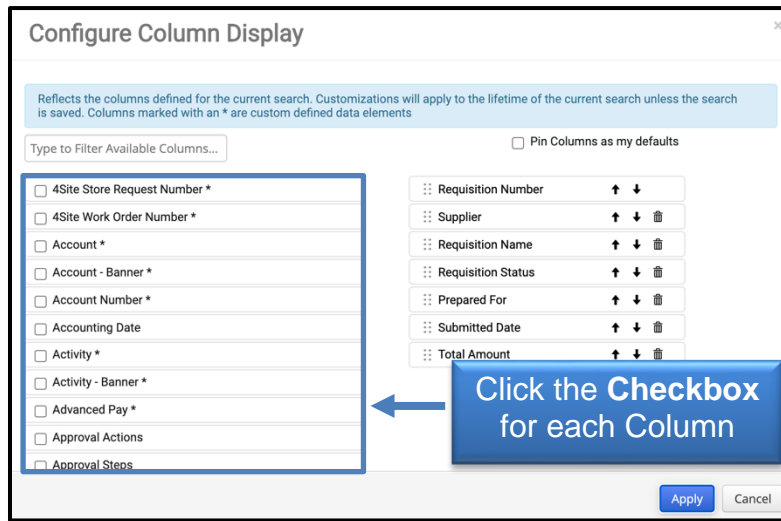 Configure Column Display
×
Reflects the columns defined for the current search. Customizations will apply to the lifetime of the current search unless the search
is saved. Columns marked with an * are custom defined data elements
Type to Filter Available Columns...
Pin Columns as my defaults
4Site Store Request Number *
4Site Work Order Number *
Account *
Account - Banner *
Account Number *
Accounting Date
Activity *
Activity - Banner *
Advanced Pay *
Approval Actions
Approval Steps
Requisition Number
Supplier
Requisition Name
Requisition Status
Prepared For
Submitted Date
Total Amount
Click the Checkbox
for each Column
Apply
Cancel